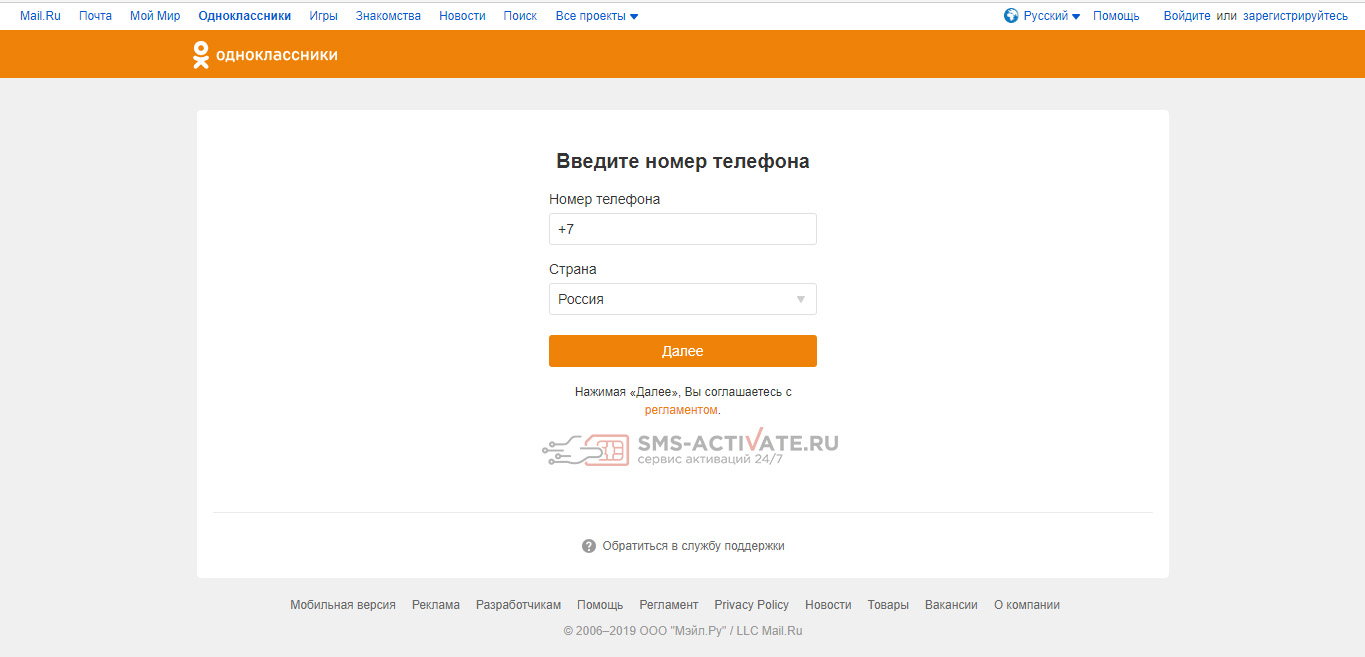 Mail.Ru Почта Мой Мир Одноклассники Игры Знакомства Новости Поиск Все проекты Русский Помощь Войдите или зарегистрируйтесь
одноклассники
Введите номер телефона
Номер телефона
+7
Страна
Россия
Далее
Нажимая «Далее», Вы соглашаетесь с
регламентом.
SMS-ACTIVATE.RU
сервис активаций 24/7
Обратиться в службу поддержки
Мобильная версия Реклама Разработчикам Помощь Регламент Privacy Policy Новости Товары Вакансии О компании
© 2006–2019 ООО "Мэйл.Ру" / LLC Mail.Ru